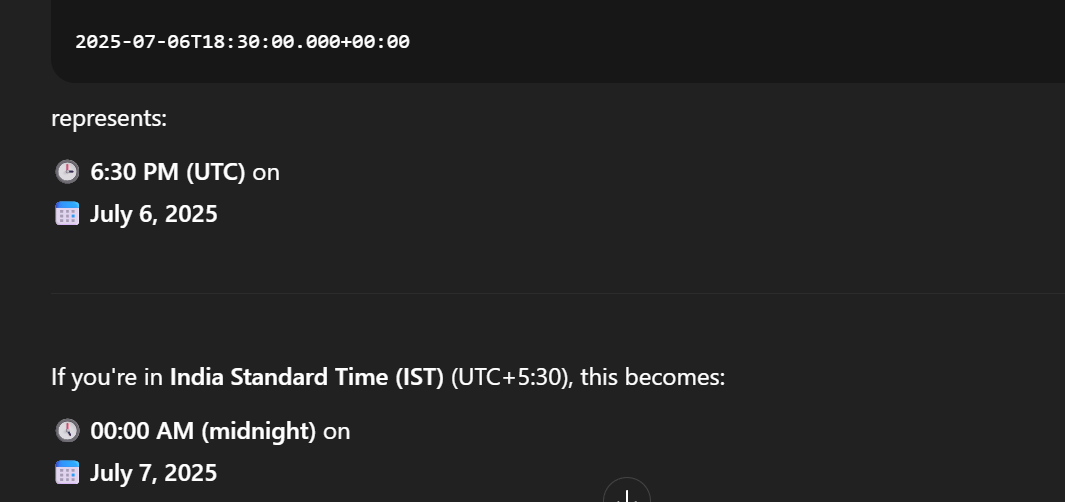 2025-07-06T18:30:00.000+00:00
represents:
6:30 PM (UTC) on
July 6, 2025
If you're in India Standard Time (IST) (UTC+5:30), this becomes:
00:00 AM (midnight) on
July 7, 2025